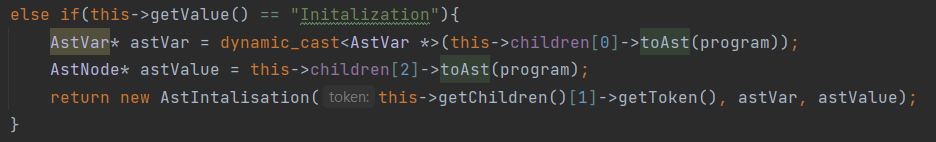 else if(this->getValue() == "Initalization"){
AstVar* astVar = dynamic_cast<AstVar *>(this->children[0]->toAst(program));
AstNode* astValue = this->children[2]->toAst(program);
return new AstIntalisation( token: this->getChildren()[1]->getToken(), astVar, astValue);
}